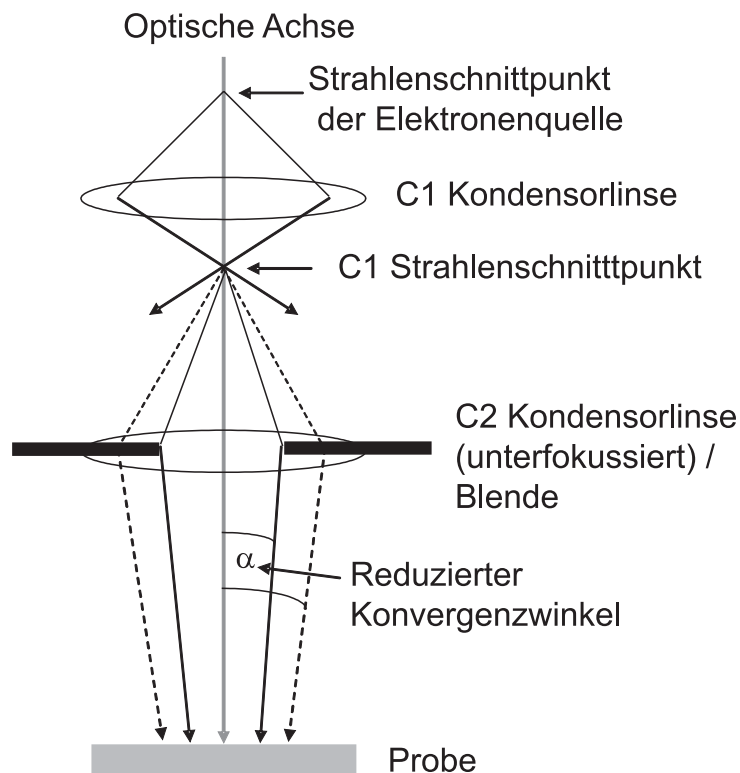 Optische Achse
Strahlenschnittpunkt
der Elektronenquelle
C1 Kondensorlinse
C1 Strahlenschnitttpunkt
C2 Kondensorlinse
(unterfokussiert) /
Blende
α
Reduzierter
Konvergenzwinkel
Probe